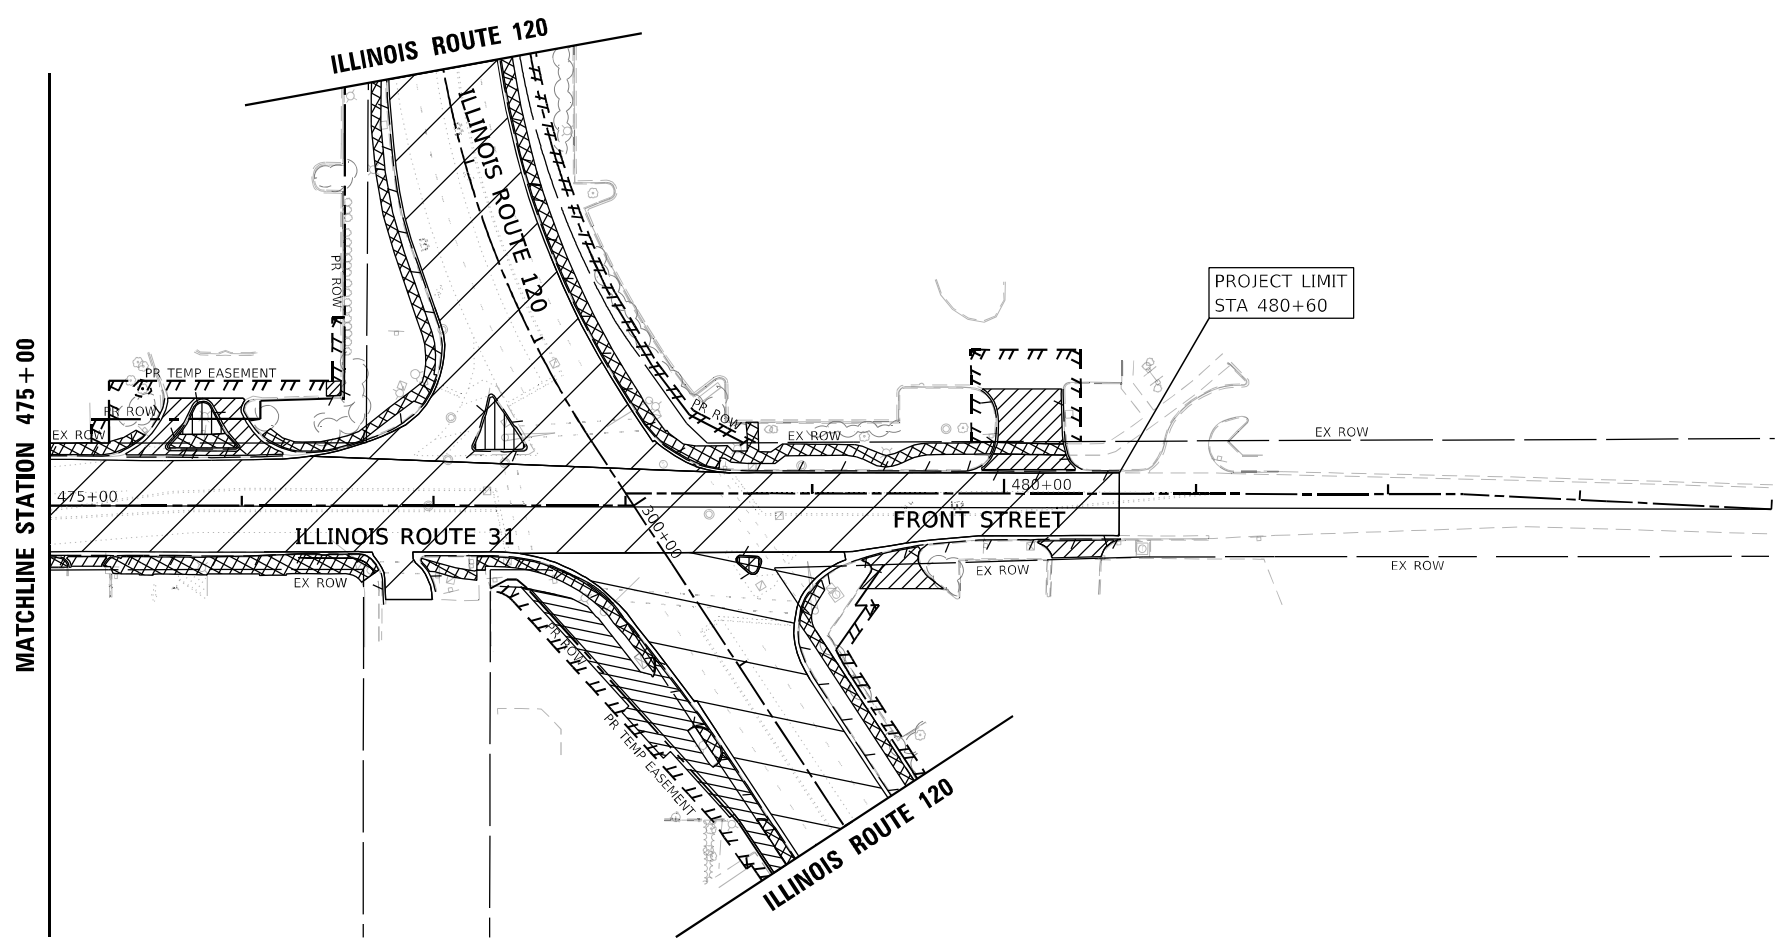 ILLINOIS ROUTE 120
ILLINOIS ROUTE 120
PR ROW
PROJECT LIMIT
STA 480+60
PR TEMP EASEMENT
PR ROW
PR ROW
EX ROW
EX ROW
EX ROW
MATCHLINE STATION 475+00
475+00
480+00
300+00
ILLINOIS ROUTE 31
FRONT STREET
EX ROW
EX ROW
EX ROW
PR ROW
PR TEMP EASEMENT
ILLINOIS ROUTE 120